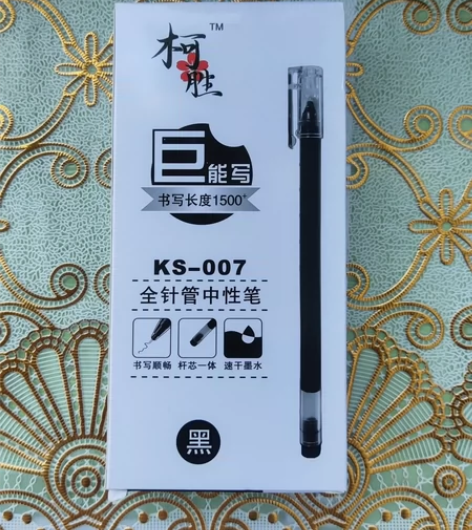 TM
柯胜
巨能写
书写长度1500+
KS-007
全针管中性笔
书写顺畅 杆芯一体 速干墨水
黑